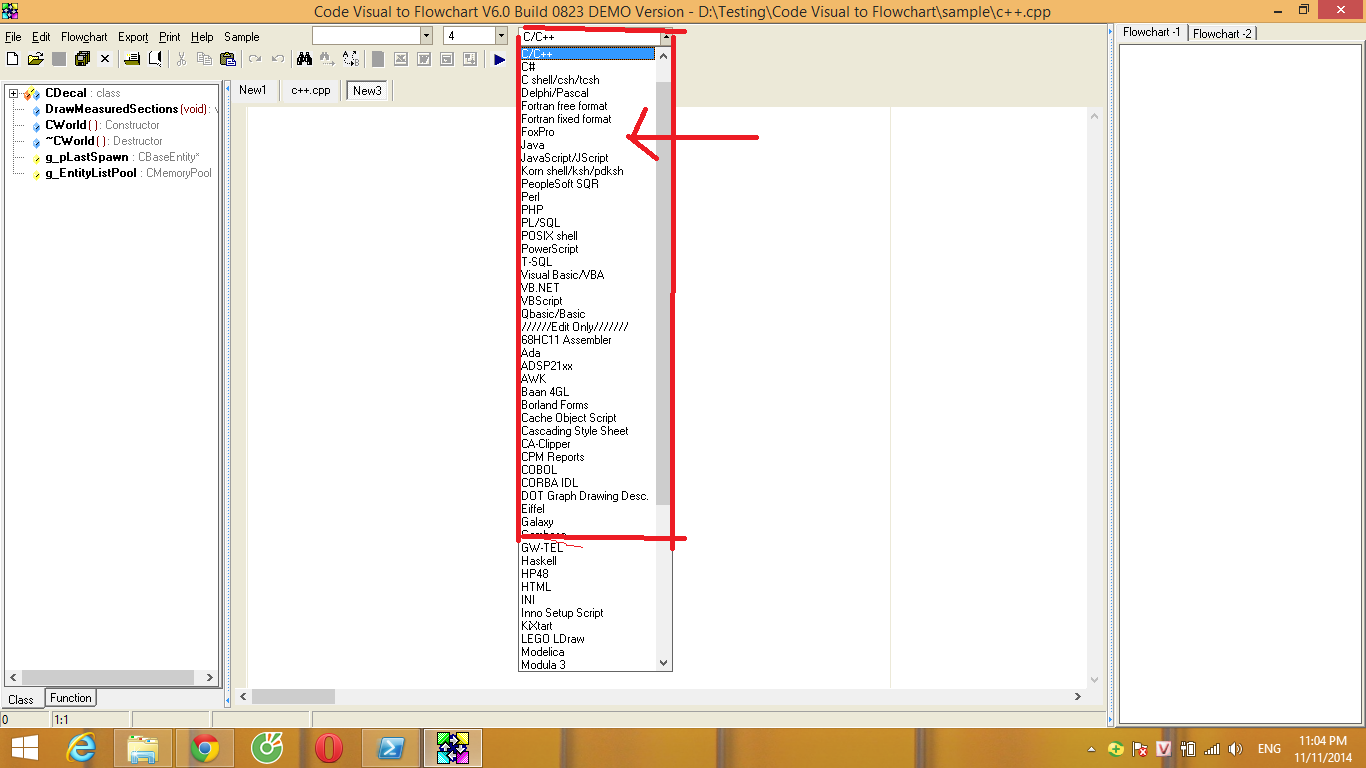 Code Visual to Flowchart V6.0 Build 0823 DEMO Version - D:\Testing\Code Visual to Flowchart\sample\c++.cpp
File Edit Flowchart Export Print Help Sample
4
C/C++
Flowchart -1 Flowchart -2
New1 c++.cpp New3
CDecal : class
DrawMeasuredSections(void) : v
CWorld( ) : Constructor
~CWorld( ) : Destructor
g_pLastSpawn : CBaseEntity*
g_EntityListPool : CMemoryPool
C/C++
C#
C shell/csh/tcsh
Delphi/Pascal
Fortran free format
Fortran fixed format
FoxPro
Java
JavaScript/JScript
Korn shell/ksh/pdksh
PeopleSoft SQR
Perl
PHP
PL/SQL
POSIX shell
PowerScript
T-SQL
Visual Basic/VBA
VB.NET
VBScript
Qbasic/Basic
//////Edit Only///////
68HC11 Assembler
Ada
ADSP21xx
AWK
Baan 4GL
Borland Forms
Cache Object Script
Cascading Style Sheet
CA-Clipper
CPM Reports
COBOL
CORBA IDL
DOT Graph Drawing Desc.
Eiffel
Galaxy
GW-TEL
Haskell
HP48
HTML
INI
Inno Setup Script
KiXtart
LEGO LDraw
Modelica
Modula 3
Class Function
0 1:1
ENG
11:04 PM
11/11/2014